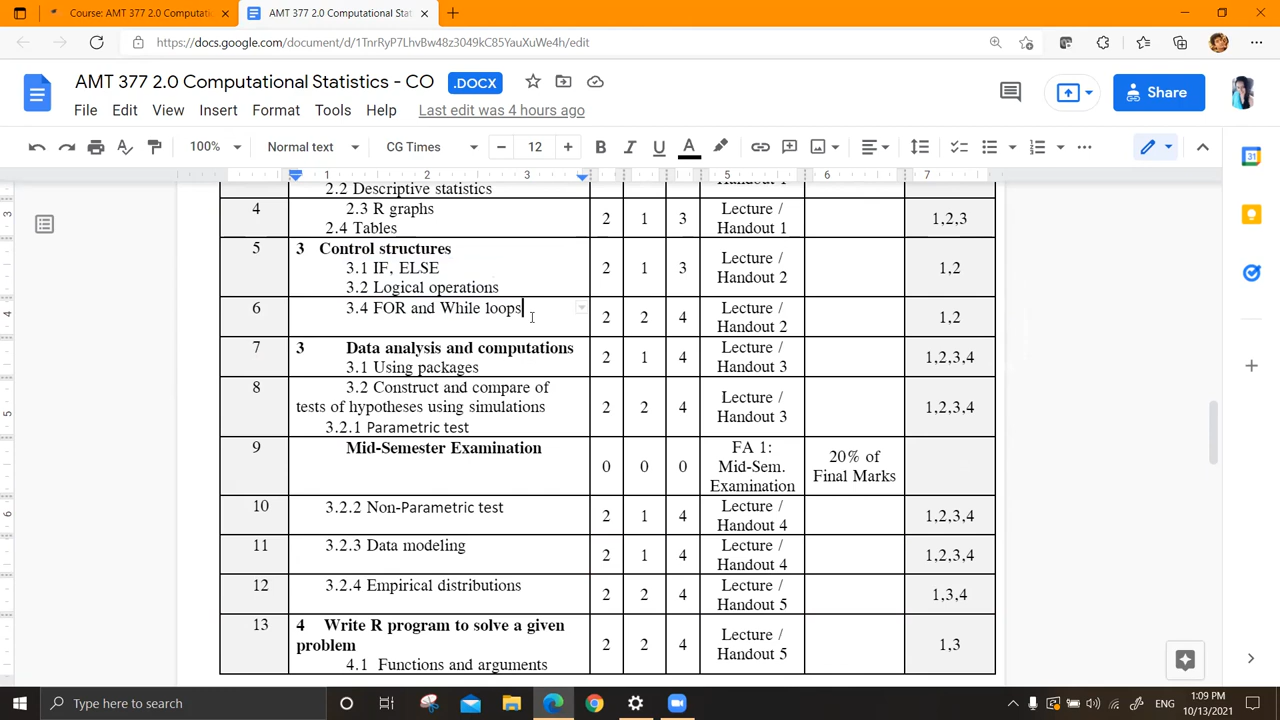 Course: AMT 377 2.0 Computati
AMT 377 2.0 Computational Stat
https://docs.google.com/document/d/1TnrRyP7LhvBw48z3049kC85YauXuWe4h/edit
AMT 377 2.0 Computational Statistics - CO
.DOCX
File Edit View Insert Format Tools Help Last edit was 4 hours ago
Share
100% Normal text CG Times 12 B I U A
1 2 3 5 6 7
2.2 Descriptive statistics
Handout 1
4 2.3 R graphs 2 1 3 Lecture / 1,2,3
2.4 Tables Handout 1
5 3 Control structures
3.1 IF, ELSE 2 1 3 Lecture / 1,2
3.2 Logical operations Handout 2
6 3.4 FOR and While loops 2 2 4 Lecture / 1,2
Handout 2
7 3 Data analysis and computations 2 1 4 Lecture / 1,2,3,4
3.1 Using packages Handout 3
8 3.2 Construct and compare of
tests of hypotheses using simulations 2 2 4 Lecture / 1,2,3,4
3.2.1 Parametric test Handout 3
9 Mid-Semester Examination 0 0 0 FA 1: 20% of
Mid-Sem. Final Marks
Examination
10 3.2.2 Non-Parametric test 2 1 4 Lecture / 1,2,3,4
Handout 4
11 3.2.3 Data modeling 2 1 4 Lecture / 1,2,3,4
Handout 4
12 3.2.4 Empirical distributions 2 2 4 Lecture / 1,3,4
Handout 5
13 4 Write R program to solve a given
problem 2 2 4 Lecture / 1,3
4.1 Functions and arguments Handout 5
Type here to search
ENG
1:09 PM
10/13/2021